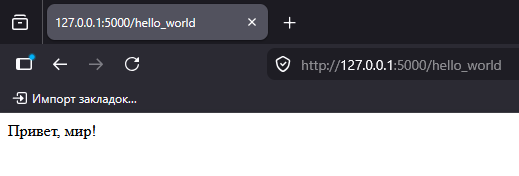 127.0.0.1:5000/hello_world
http://127.0.0.1:5000/hello_world
Импорт закладок...
Привет, мир!